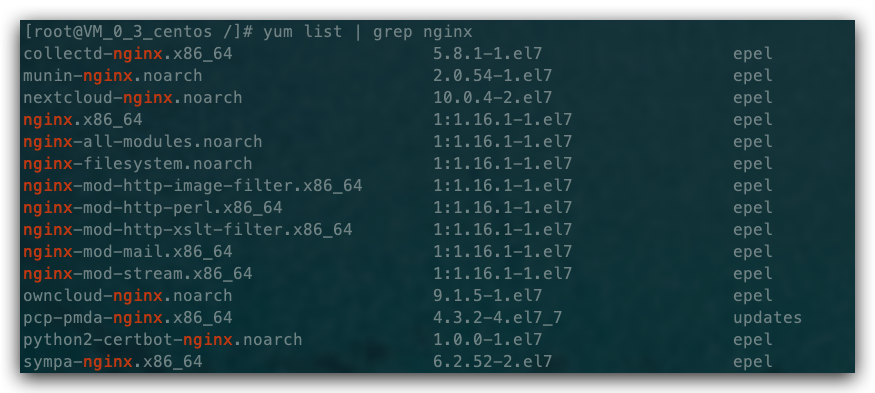 [root@VM_0_3_centos /]# yum list | grep nginx
collectd-nginx.x86_64 5.8.1-1.el7 epel
munin-nginx.noarch 2.0.54-1.el7 epel
nextcloud-nginx.noarch 10.0.4-2.el7 epel
nginx.x86_64 1:1.16.1-1.el7 epel
nginx-all-modules.noarch 1:1.16.1-1.el7 epel
nginx-filesystem.noarch 1:1.16.1-1.el7 epel
nginx-mod-http-image-filter.x86_64 1:1.16.1-1.el7 epel
nginx-mod-http-perl.x86_64 1:1.16.1-1.el7 epel
nginx-mod-http-xslt-filter.x86_64 1:1.16.1-1.el7 epel
nginx-mod-mail.x86_64 1:1.16.1-1.el7 epel
nginx-mod-stream.x86_64 1:1.16.1-1.el7 epel
owncloud-nginx.noarch 9.1.5-1.el7 epel
pcp-pmda-nginx.x86_64 4.3.2-4.el7_7 updates
python2-certbot-nginx.noarch 1.0.0-1.el7 epel
sympa-nginx.x86_64 6.2.52-2.el7 epel